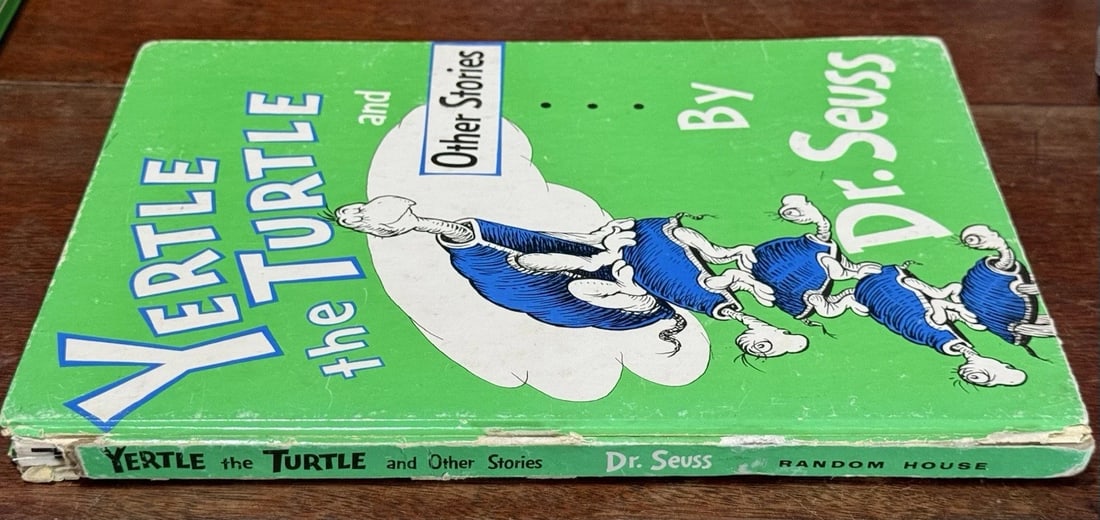 YERTLE
the TURTLE
and
Other Stories
By
Dr. Seuss
YERTLE the TURTLE and Other Stories Dr. Seuss RANDOM HOUSE